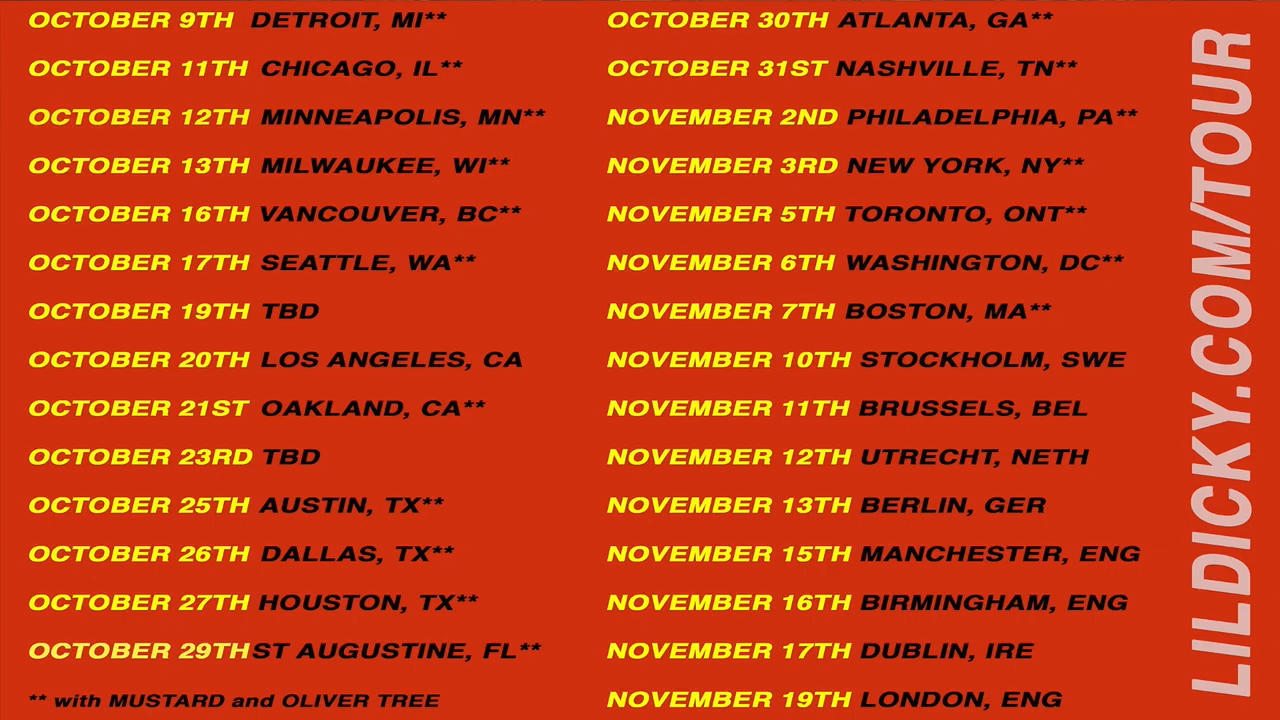 OCTOBER 9TH DETROIT, MI**
OCTOBER 11TH CHICAGO, IL**
OCTOBER 12TH MINNEAPOLIS, MN**
OCTOBER 13TH MILWAUKEE, WI**
OCTOBER 16TH VANCOUVER, BC**
OCTOBER 17TH SEATTLE, WA**
OCTOBER 19TH TBD
OCTOBER 20TH LOS ANGELES, CA
OCTOBER 21ST OAKLAND, CA**
OCTOBER 23RD TBD
OCTOBER 25TH AUSTIN, TX**
OCTOBER 26TH DALLAS, TX**
OCTOBER 27TH HOUSTON, TX**
OCTOBER 29TH ST AUGUSTINE, FL**
** with MUSTARD and OLIVER TREE
OCTOBER 30TH ATLANTA, GA**
OCTOBER 31ST NASHVILLE, TN**
NOVEMBER 2ND PHILADELPHIA, PA**
NOVEMBER 3RD NEW YORK, NY**
NOVEMBER 5TH TORONTO, ONT**
NOVEMBER 6TH WASHINGTON, DC**
NOVEMBER 7TH BOSTON, MA**
NOVEMBER 10TH STOCKHOLM, SWE
NOVEMBER 11TH BRUSSELS, BEL
NOVEMBER 12TH UTRECHT, NETH
NOVEMBER 13TH BERLIN, GER
NOVEMBER 15TH MANCHESTER, ENG
NOVEMBER 16TH BIRMINGHAM, ENG
NOVEMBER 17TH DUBLIN, IRE
NOVEMBER 19TH LONDON, ENG
LILDICKY.COM/TOUR